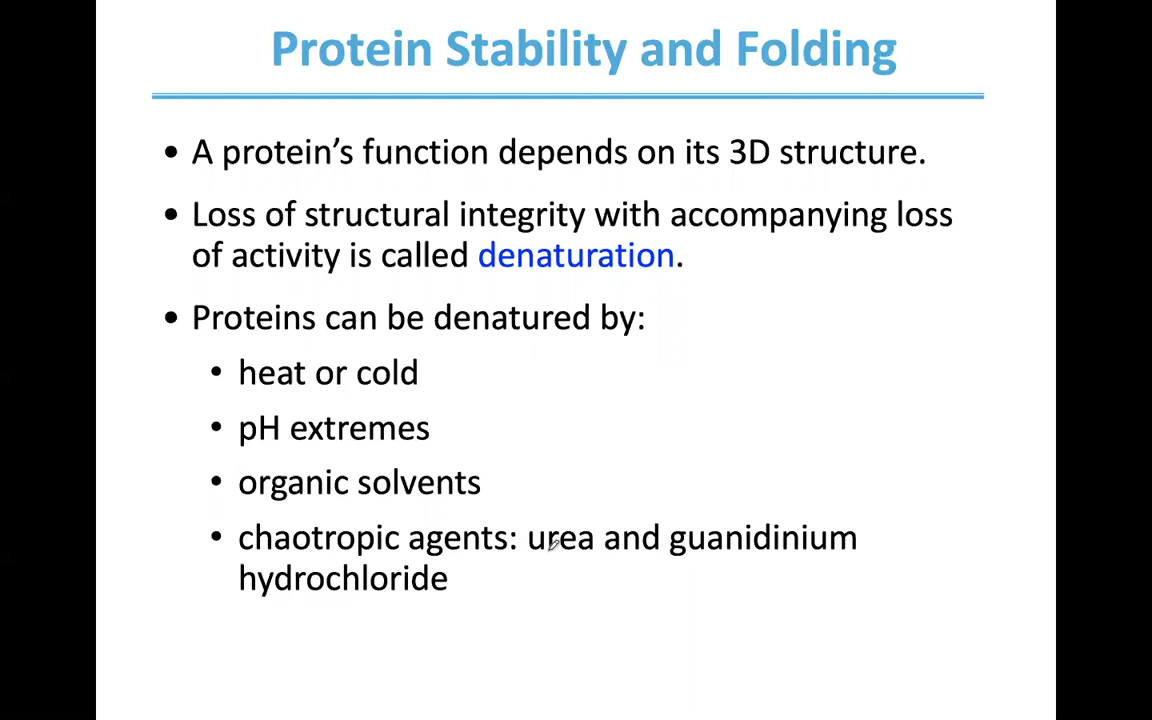 Protein Stability and Folding
• A protein’s function depends on its 3D structure.
• Loss of structural integrity with accompanying loss
of activity is called denaturation.
• Proteins can be denatured by:
• heat or cold
• pH extremes
• organic solvents
• chaotropic agents: urea and guanidinium
hydrochloride